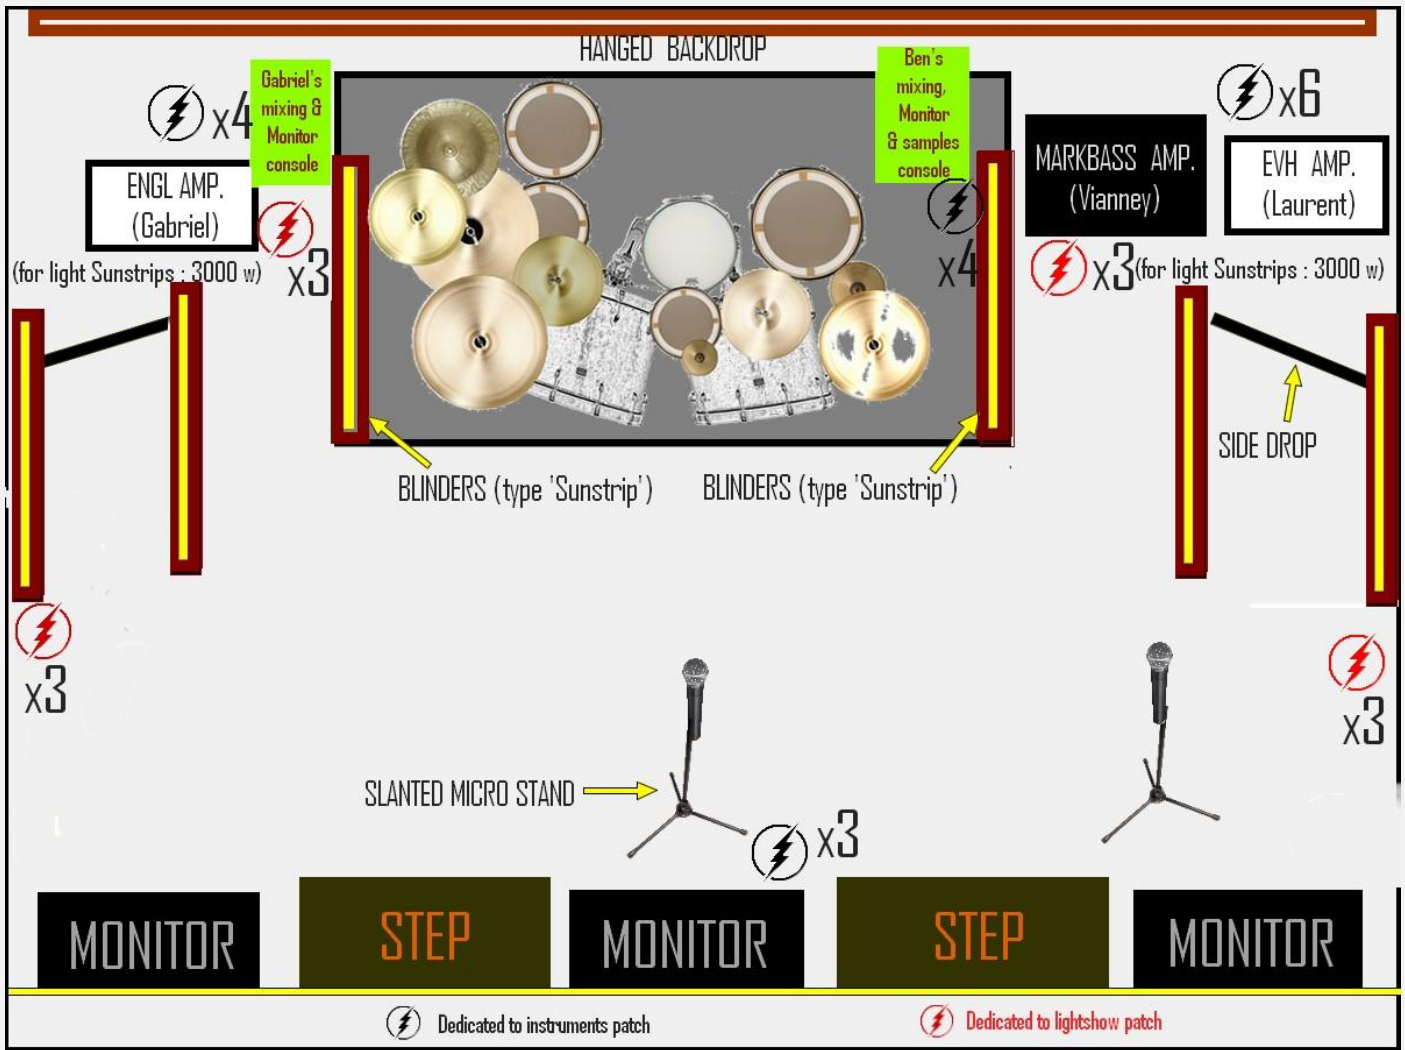 HANGED BACKDROP
Gabriel's
mixing &
Monitor
console
Ben's
mixing,
Monitor
& samples
console
x4
x6
ENGL AMP.
(Gabriel)
MARKBASS AMP.
(Vianney)
EVH AMP.
(Laurent)
(for light Sunstrips : 3000 w)
x3
x4
x3
(for light Sunstrips : 3000 w)
SIDE DROP
BLINDERS (type 'Sunstrip')
BLINDERS (type 'Sunstrip')
x3
x3
SLANTED MICRO STAND
x3
MONITOR
STEP
MONITOR
STEP
MONITOR
Dedicated to instruments patch
Dedicated to lightshow patch